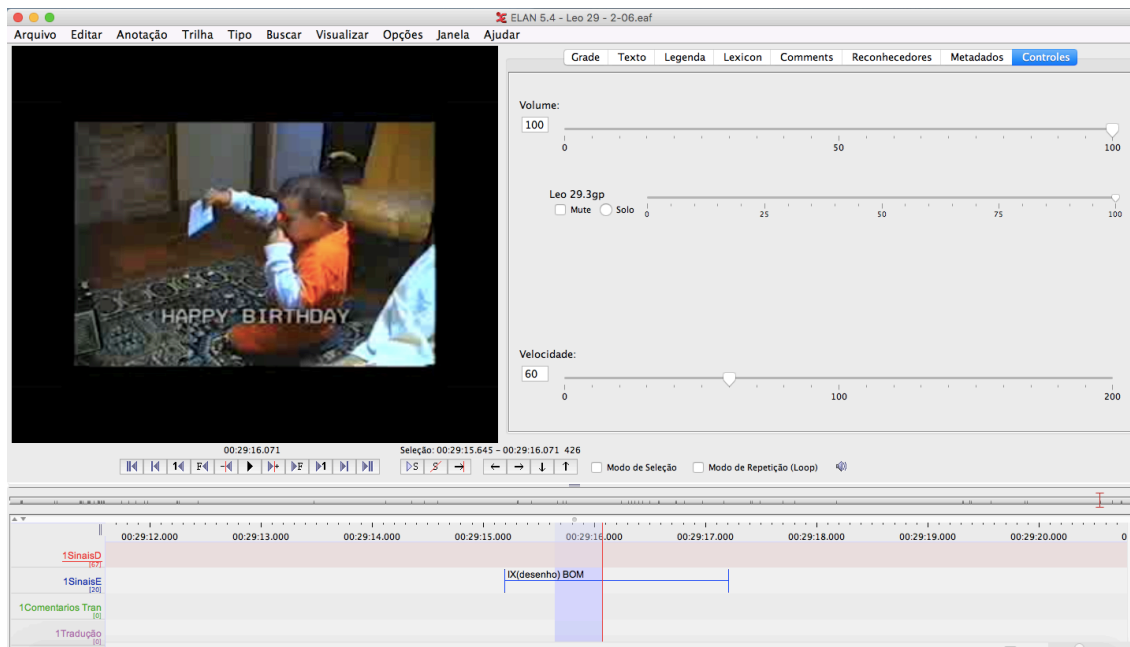 ELAN 5.4 - Leo 29 - 2-06.eaf
Arquivo Editar Anotação Trilha Tipo Buscar Visualizar Opções Janela Ajudar
Grade Texto Legenda Lexicon Comments Reconhecedores Metadados Controles
Volume:
100
0 50 100
Leo 29.3gp
Mute Solo 0 25 50 75 100
HAPPY BIRTHDAY
Velocidade:
60
0 100 200
00:29:16.071 Seleção: 00:29:15.645 - 00:29:16.071 426
1 F F 1 S S Modo de Seleção Modo de Repetição (Loop)
00:29:12.000 00:29:13.000 00:29:14.000 00:29:15.000 00:29:16.000 00:29:17.000 00:29:18.000 00:29:19.000 00:29:20.000 0
1SinaisD
[67]
1SinaisE IX(desenho) BOM
[20]
1Comentarios Tran
[0]
1Tradução
[0]